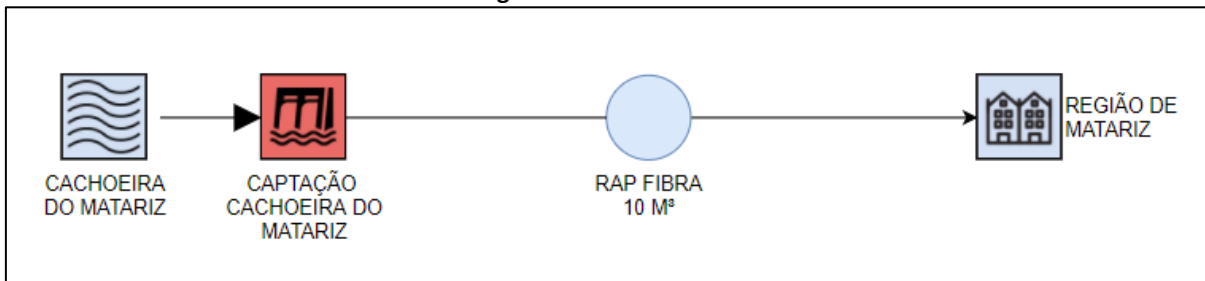 CACHOEIRA
DO MATARIZ
CAPTAÇÃO
CACHOEIRA DO
MATARIZ
RAP FIBRA
10 M³
REGIÃO DE
MATARIZ